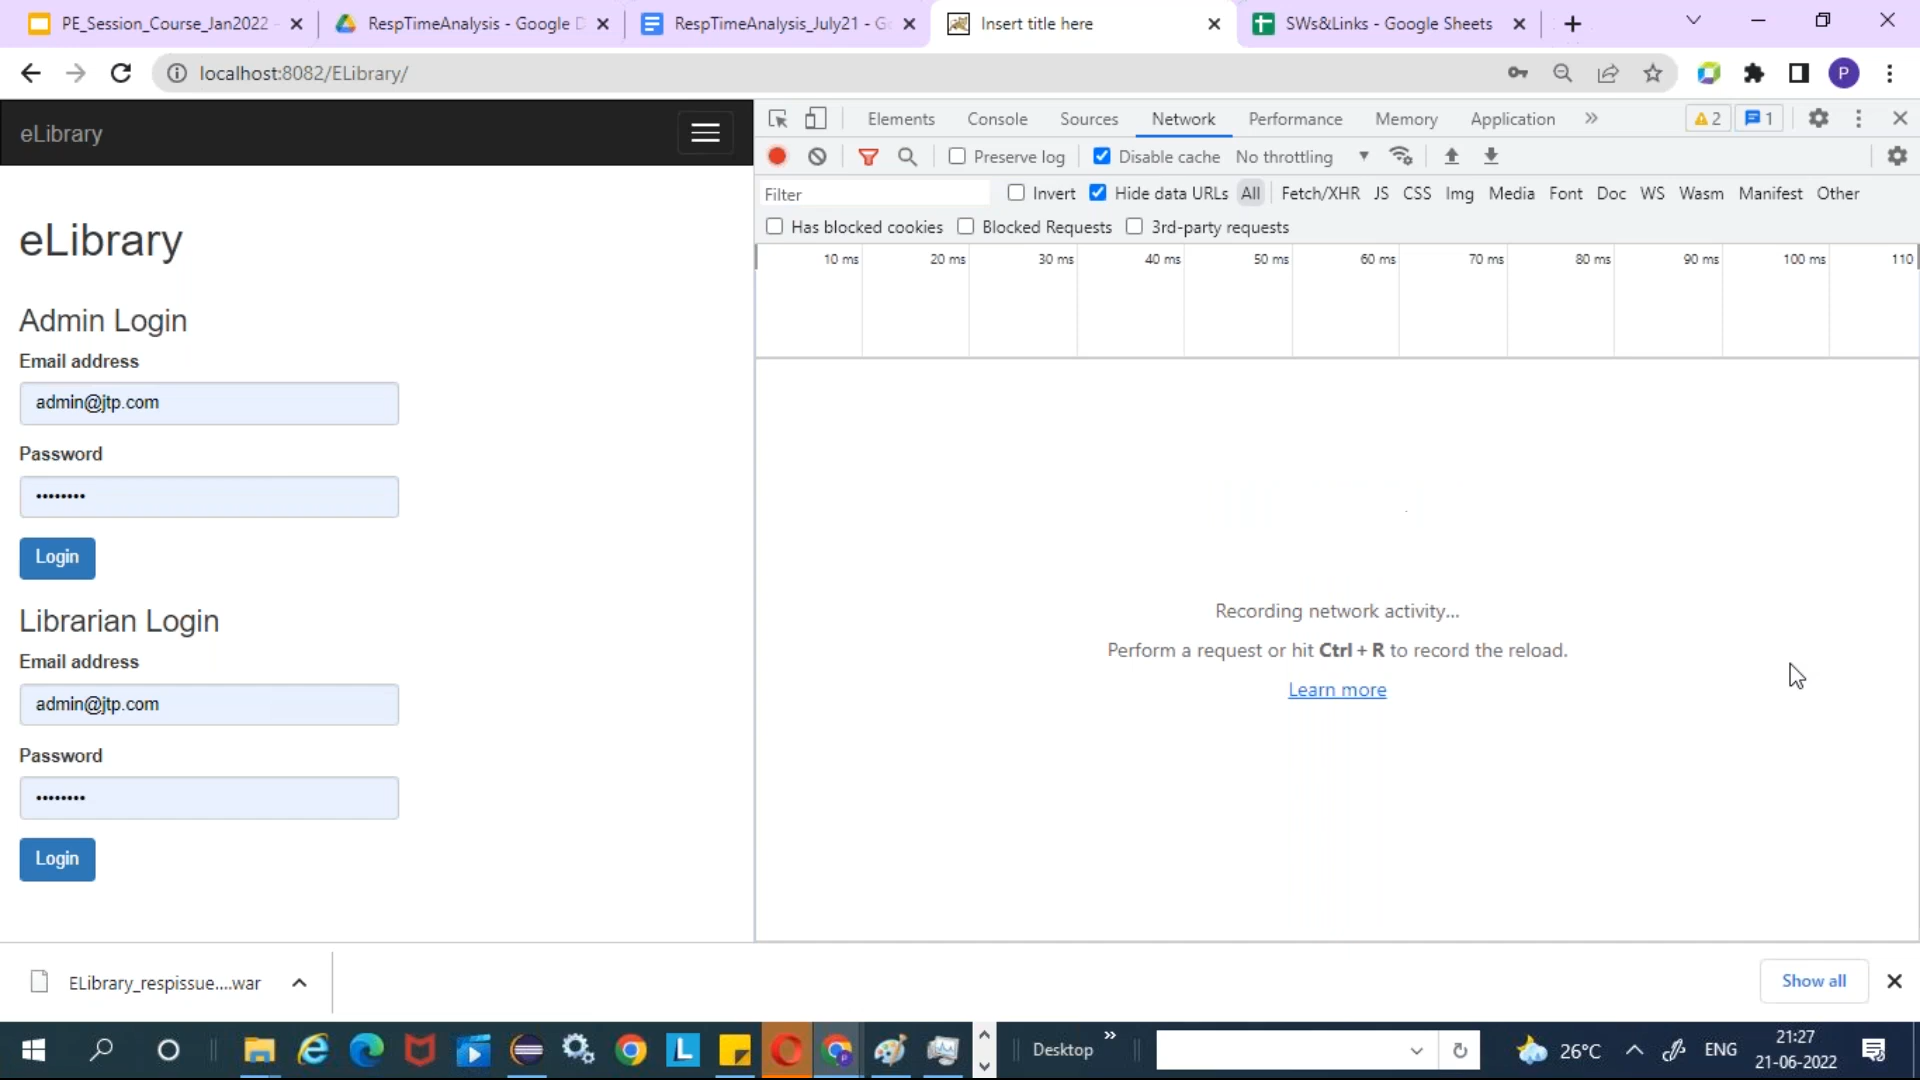 PE_Session_Course_Jan2022 -
RespTimeAnalysis - Google D
RespTimeAnalysis_July21 - Go
Insert title here
SWs&Links - Google Sheets
localhost:8082/ELibrary/
P
eLibrary
Elements Console Sources Network Performance Memory Application » 2 1
Preserve log Disable cache No throttling
Filter Invert Hide data URLs All Fetch/XHR JS CSS Img Media Font Doc WS Wasm Manifest Other
Has blocked cookies Blocked Requests 3rd-party requests
10 ms 20 ms 30 ms 40 ms 50 ms 60 ms 70 ms 80 ms 90 ms 100 ms 110
eLibrary
Admin Login
Email address
admin@jtp.com
Password
••••••••
Login
Librarian Login
Email address
admin@jtp.com
Password
••••••••
Login
Recording network activity...
Perform a request or hit Ctrl + R to record the reload.
Learn more
ELibrary_respissue....war
Show all
L
Desktop »
26°C
ENG
21:27
21-06-2022